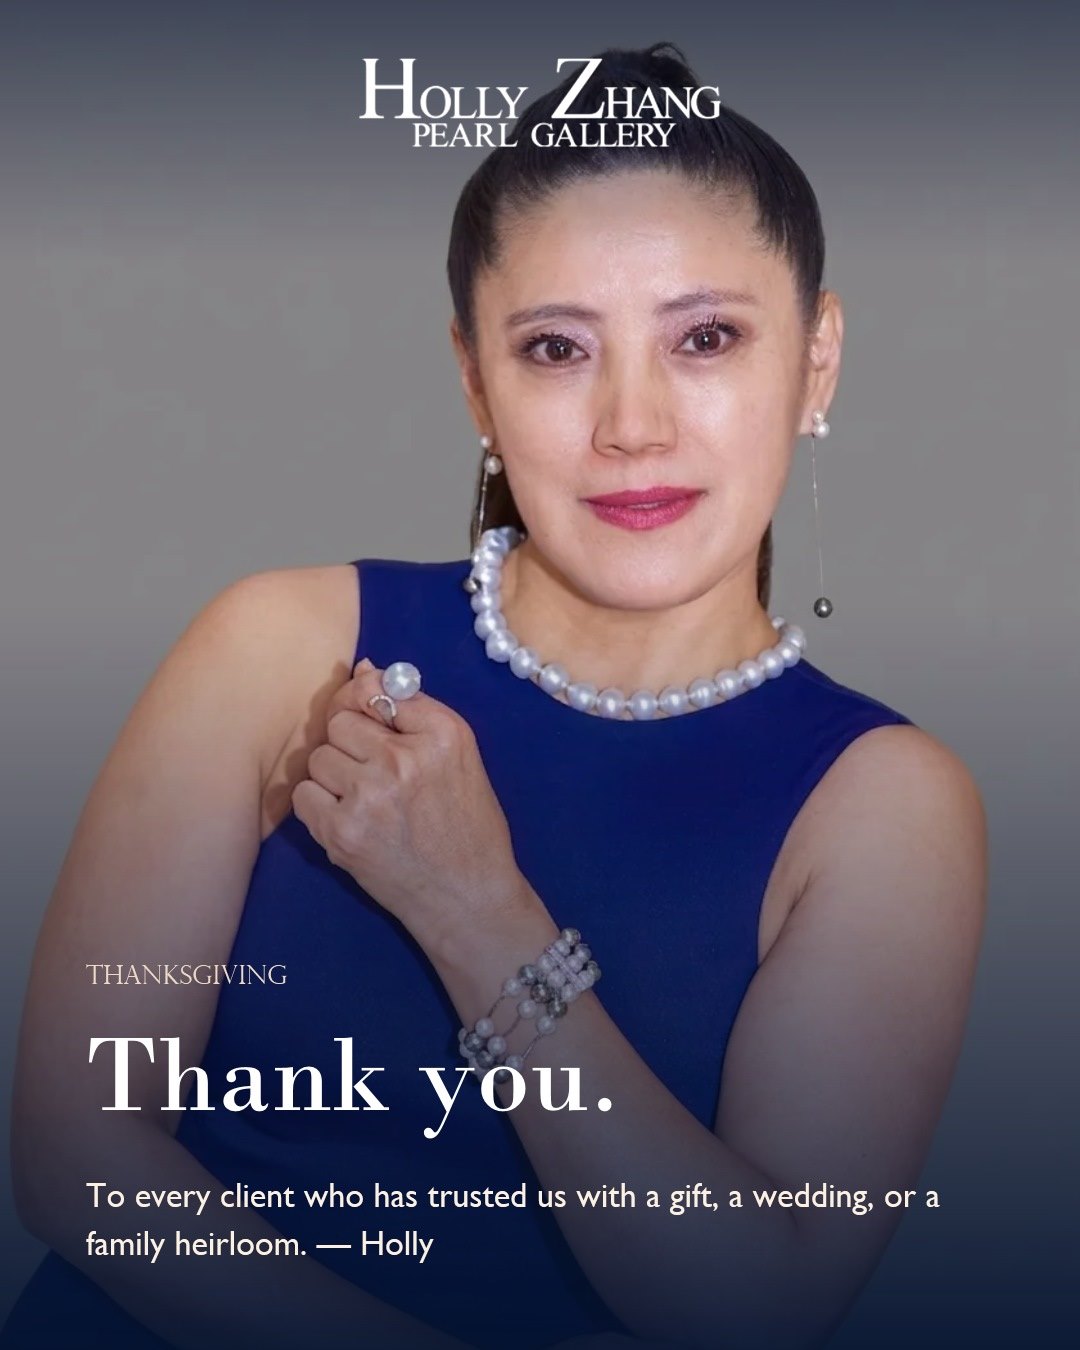 Holly Zhang
Pearl Gallery
THANKSGIVING
Thank you.
To every client who has trusted us with a gift, a wedding, or a
family heirloom. — Holly